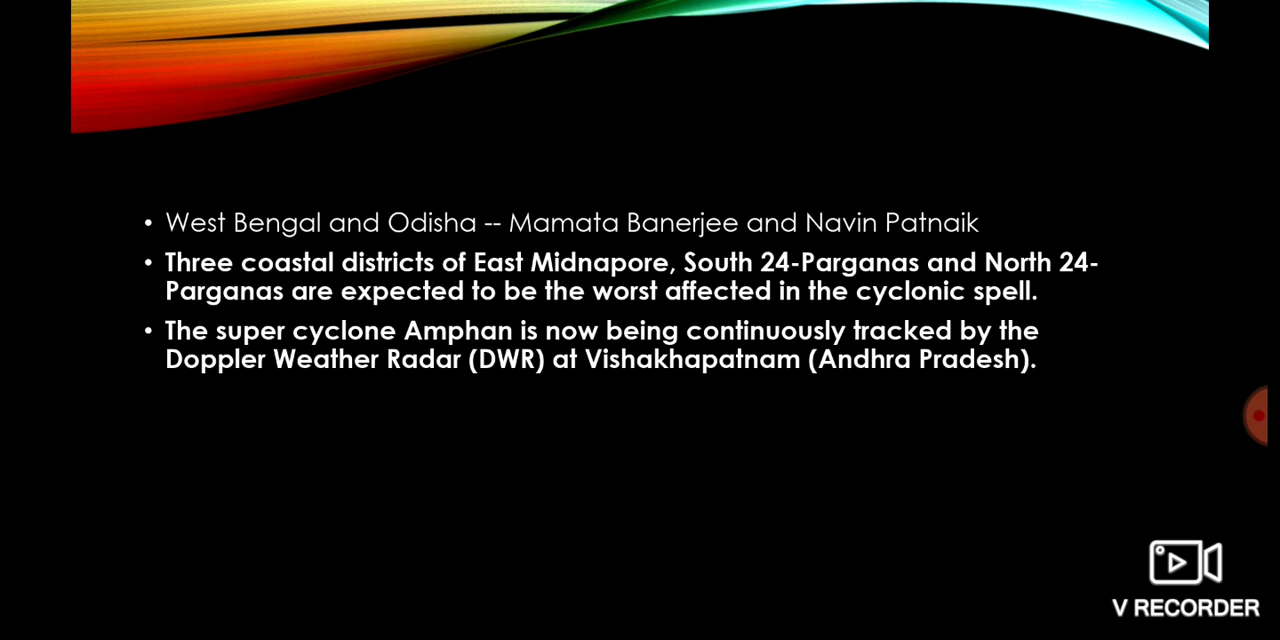 • West Bengal and Odisha -- Mamata Banerjee and Navin Patnaik
• Three coastal districts of East Midnapore, South 24-Parganas and North 24-
Parganas are expected to be the worst affected in the cyclonic spell.
• The super cyclone Amphan is now being continuously tracked by the
Doppler Weather Radar (DWR) at Vishakhapatnam (Andhra Pradesh).
V RECORDER